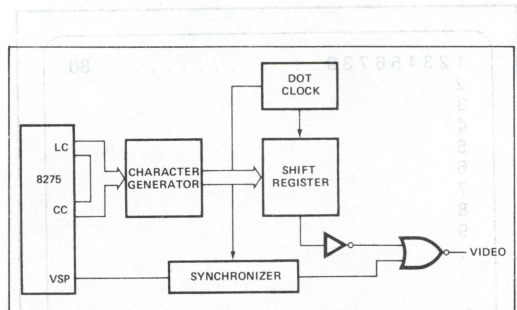 DOT
CLOCK
LC
8275
CC
VSP
CHARACTER
GENERATOR
SHIFT
REGISTER
SYNCHRONIZER
VIDEO